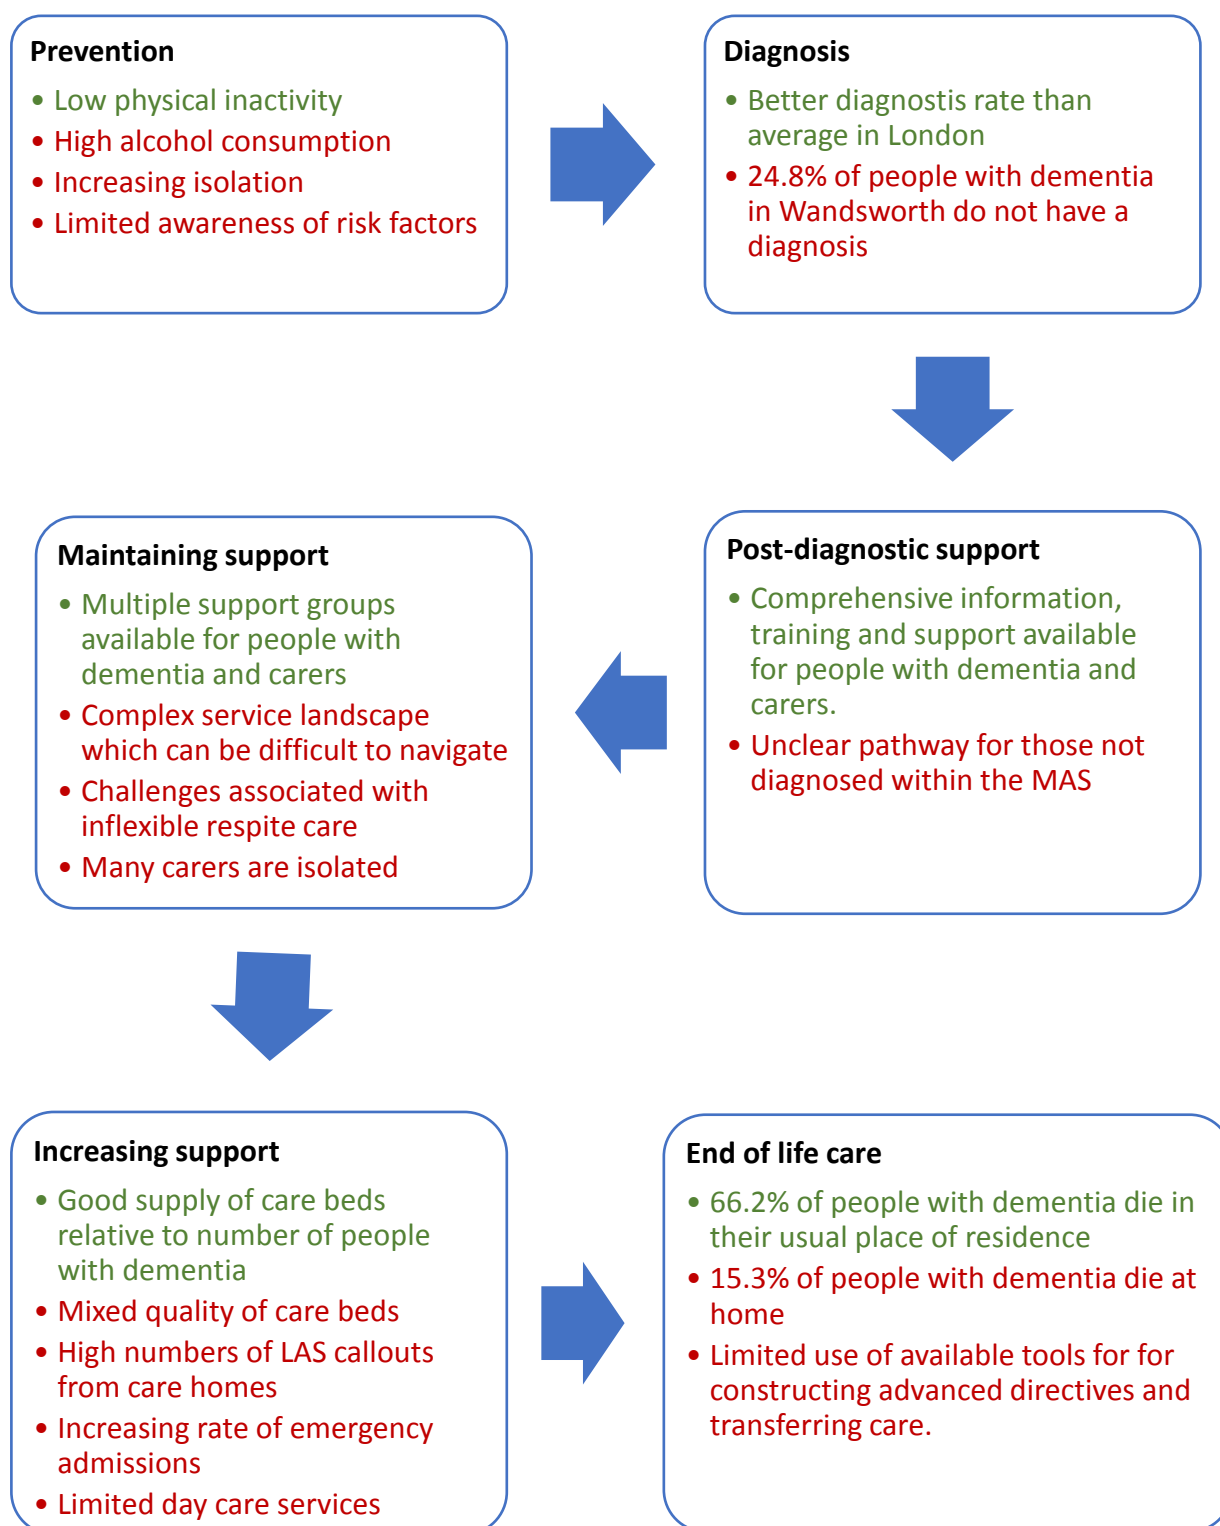 Prevention
• Low physical inactivity
• High alcohol consumption
• Increasing isolation
• Limited awareness of risk factors
Diagnosis
• Better diagnostis rate than
average in London
• 24.8% of people with dementia
in Wandsworth do not have a
diagnosis
Post-diagnostic support
• Comprehensive information,
training and support available
for people with dementia and
carers.
• Unclear pathway for those not
diagnosed within the MAS
Maintaining support
• Multiple support groups
available for people with
dementia and carers
• Complex service landscape
which can be difficult to navigate
• Challenges associated with
inflexible respite care
• Many carers are isolated
Increasing support
• Good supply of care beds
relative to number of people
with dementia
• Mixed quality of care beds
• High numbers of LAS callouts
from care homes
• Increasing rate of emergency
admissions
• Limited day care services
End of life care
• 66.2% of people with dementia die in
their usual place of residence
• 15.3% of people with dementia die at
home
• Limited use of available tools for for
constructing advanced directives and
transferring care.